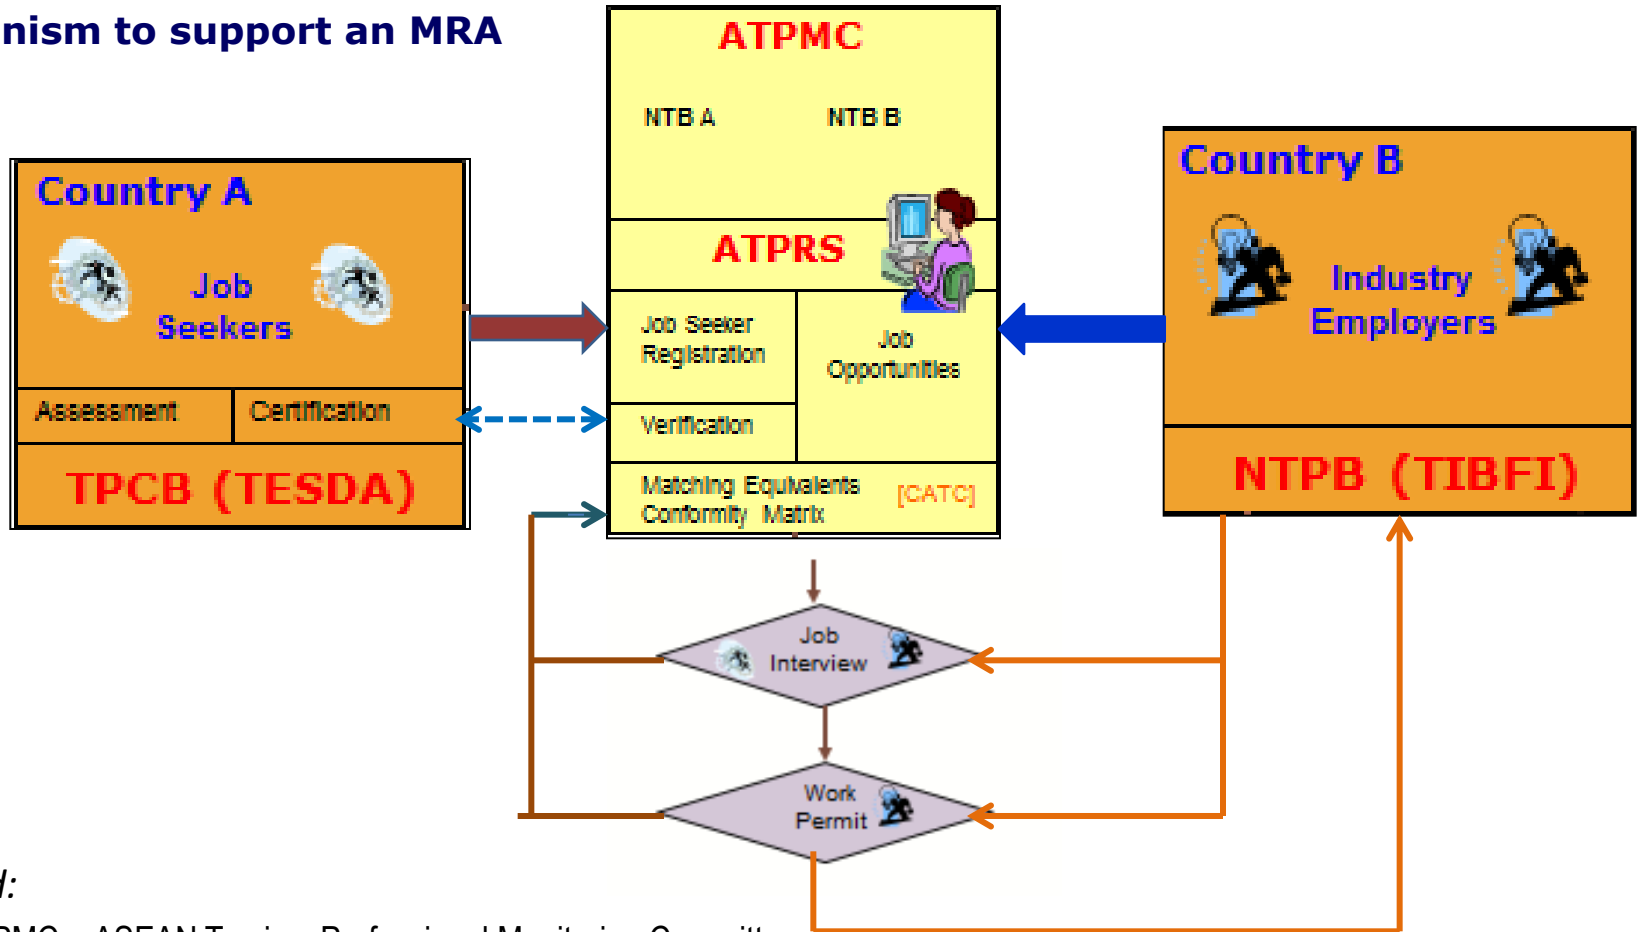 nism to support an MRA
ATPMC
NTB A
NTB B
Country A
Job
Seekers
Assessment
Certification
TPCB (TESDA)
ATPRS
Job Seeker
Registration
Job
Opportunities
Verification
Matching Equivalents
Conformity Matrix
[CATC]
Country B
Industry
Employers
NTPB (TIBFI)
Job
Interview
Work
Permit
d: